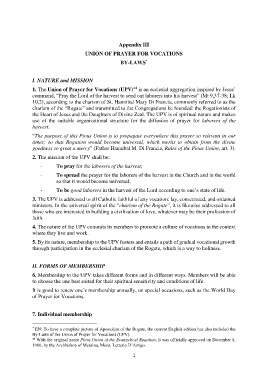 Appendix III
UNION OF PRAYER FOR VOCATIONS
BY-LAWS*
I. NATURE and MISSION
1. The Union of Prayer for Vocations (UPV)** is an ecclesial aggregation inspired by Jesus'
command, "Pray the Lord of the harvest to send out laborers into his harvest" (Mt 9,37-38; Lk
10,2), according to the charism of St. Hannibal Mary Di Francia, commonly referred to as the
charism of the "Rogate" and transmitted to the Congregations he founded: the Rogationists of
the Heart of Jesus and the Daughters of Divine Zeal. The UPV is of spiritual nature and makes
use of the suitable organizational structure for the diffusion of prayer for laborers of the
harvest.
"The purpose of this Pious Union is to propagate everywhere this prayer so relevant in our
times; so that Rogation would become universal, which merits to obtain from the divine
goodness so great a mercy" (Father Hannibal M. Di Francia, Rules of the Pious Union, art. 3).
2. The mission of the UPV shall be:
- To pray for the laborers of the harvest;
- To spread the prayer for the laborers of the harvest in the Church and in the world
so that it would become universal;
- To be good laborers in the harvest of the Lord according to one's state of life.
3. The UPV is addressed to all Catholic faithful of any vocation: lay, consecrated, and ordained
ministers. In the universal spirit of the "charism of the Rogate", it is likewise addressed to all
those who are interested in building a civilization of love, whatever may be their profession of
faith.
4. The nature of the UPV commits its members to promote a culture of vocations in the context
where they live and work.
5. By its nature, membership to the UPV fosters and entails a path of gradual vocational growth
through participation in the ecclesial charism of the Rogate, which is a way to holiness.
II. FORMS OF MEMBERSHIP
6. Membership to the UPV takes different forms and in different ways. Members will be able
to choose the one best suited for their spiritual sensitivity and conditions of life.
It is good to renew one's membership annually, on special occasions, such as the World Day
of Prayer for Vocations.
7. Individual membership
* EN: To have a complete picture of Apostolate of the Rogate, the current English edition has also included the
By-Laws of the Union of Prayer for Vocations (UPV).
** With the original name Pious Union of the Evangelical Rogation, it was officially approved on December 8,
1900, by the Archbishop of Messina, Msgr. Letterio D'Arrigo.
1